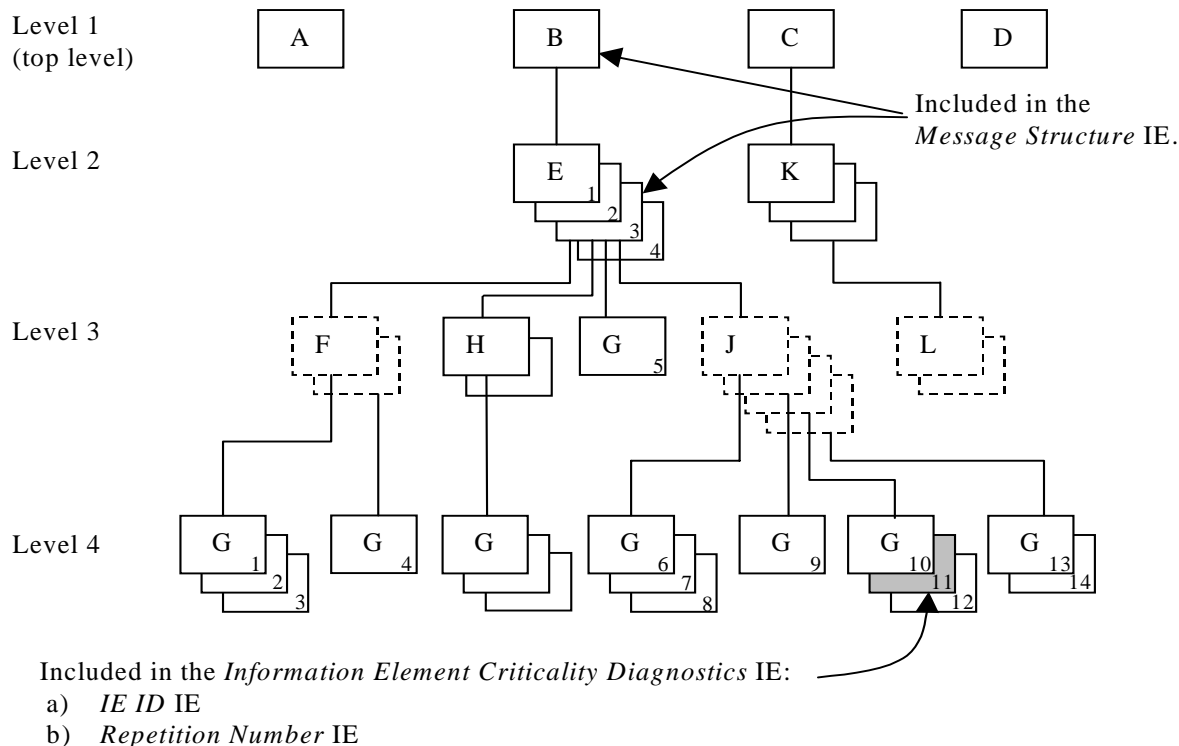 Level 1
(top level)
A
B
C
D
Included in the
Message Structure IE.
Level 2
E
1
2
3
4
K
Level 3
F
H
G
5
J
L
Level 4
G
1
2
3
G
4
G
G
6
7
8
G
9
G
10
11
12
G
13
14
Included in the Information Element Criticality Diagnostics IE:
a) IE ID IE
b) Repetition Number IE